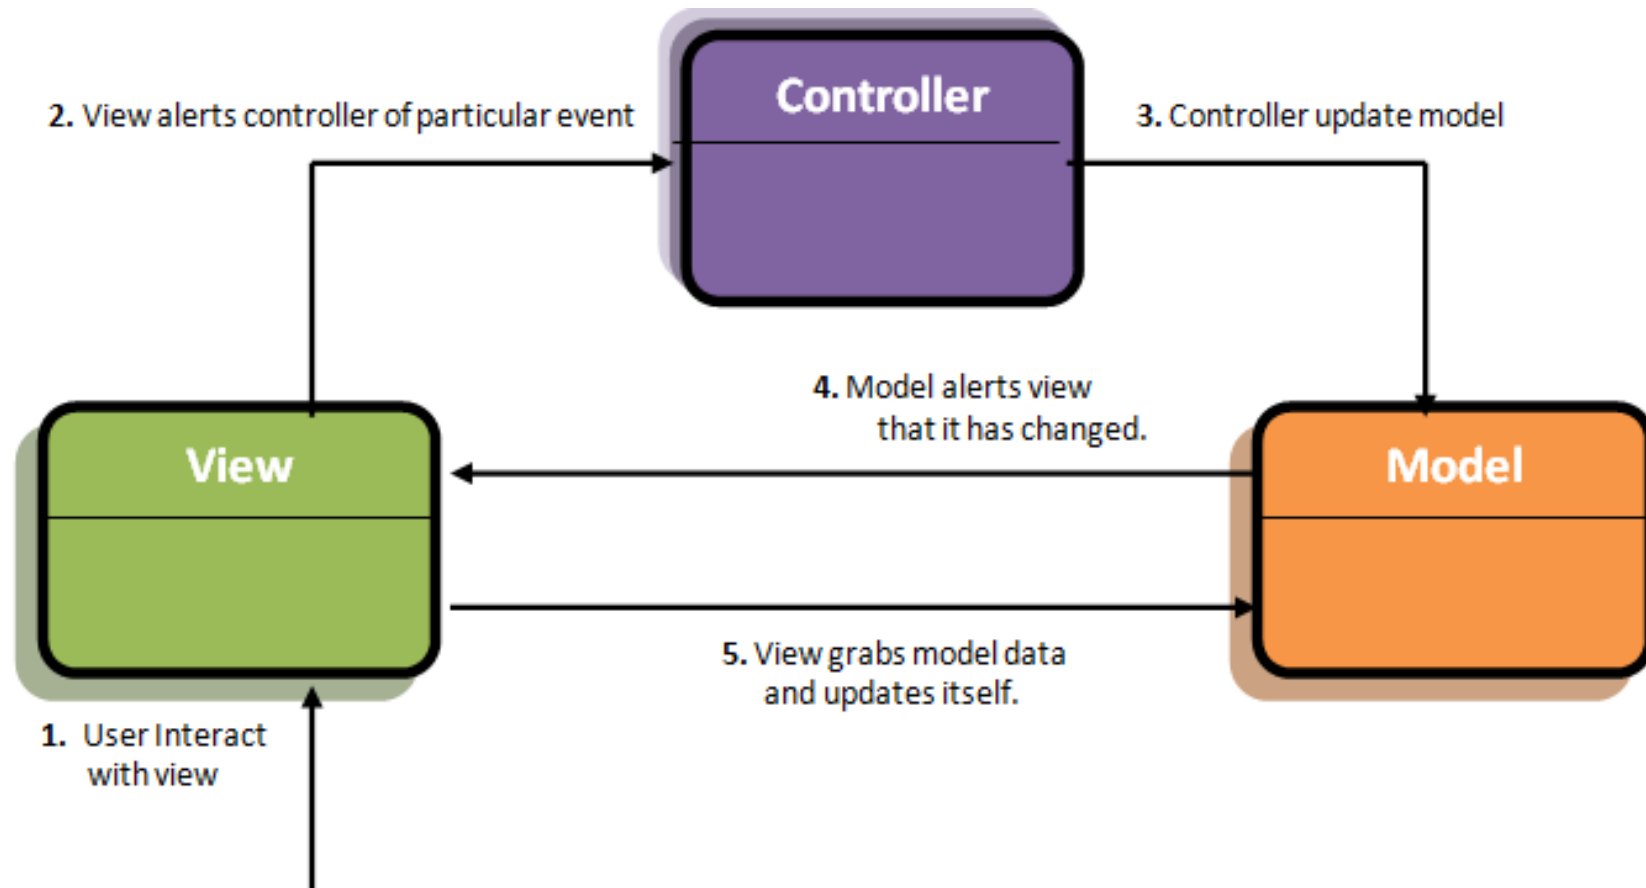 Controller
2. View alerts controller of particular event
3. Controller update model
4. Model alerts view
that it has changed.
View
Model
5. View grabs model data
and updates itself.
1. User Interact
with view